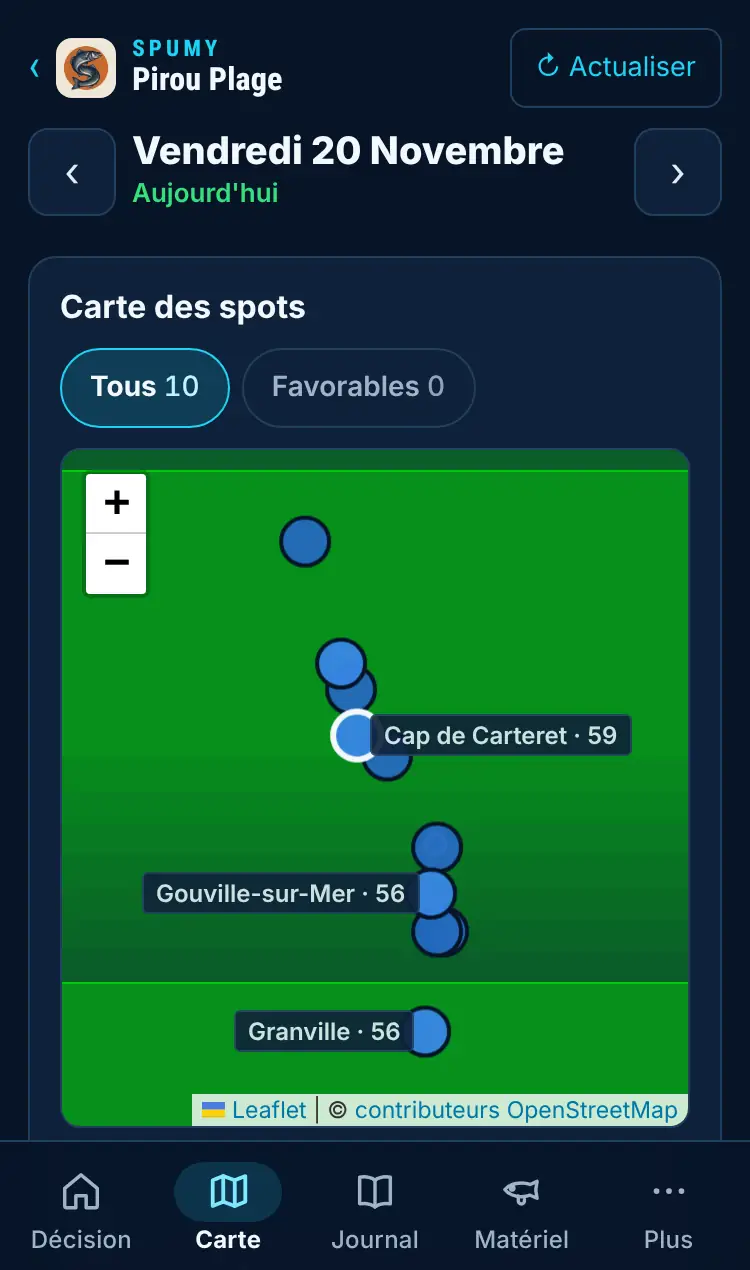 SPUMY
Pirou Plage
Actualiser
Vendredi 20 Novembre
Aujourd'hui
Carte des spots
Tous 10
Favorables 0
+
−
Cap de Carteret · 59
Gouville-sur-Mer · 56
Granville · 56
Leaflet | © contributeurs OpenStreetMap
Décision
Carte
Journal
Matériel
Plus